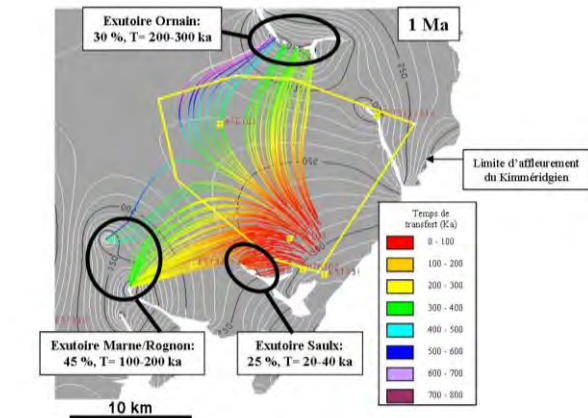 Exutoire Ornain:
30 %, T= 200-300 ka
1 Ma
Limite d'affleurement
du Kimméridgien
Temps de
transfert (Ka)
0 - 100
100 - 200
200 - 300
300 - 400
400 - 500
500 - 600
600 - 700
700 - 800
Exutoire Marne/Rognon:
45 %, T= 100-200 ka
Exutoire Saulx:
25 %, T= 20-40 ka
10 km
250
250